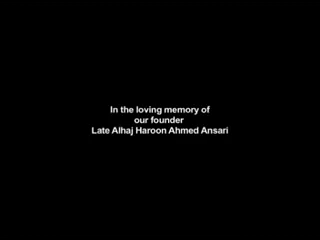 In the loving memory of
our founder
Late Alhaj Haroon Ahmed Ansari